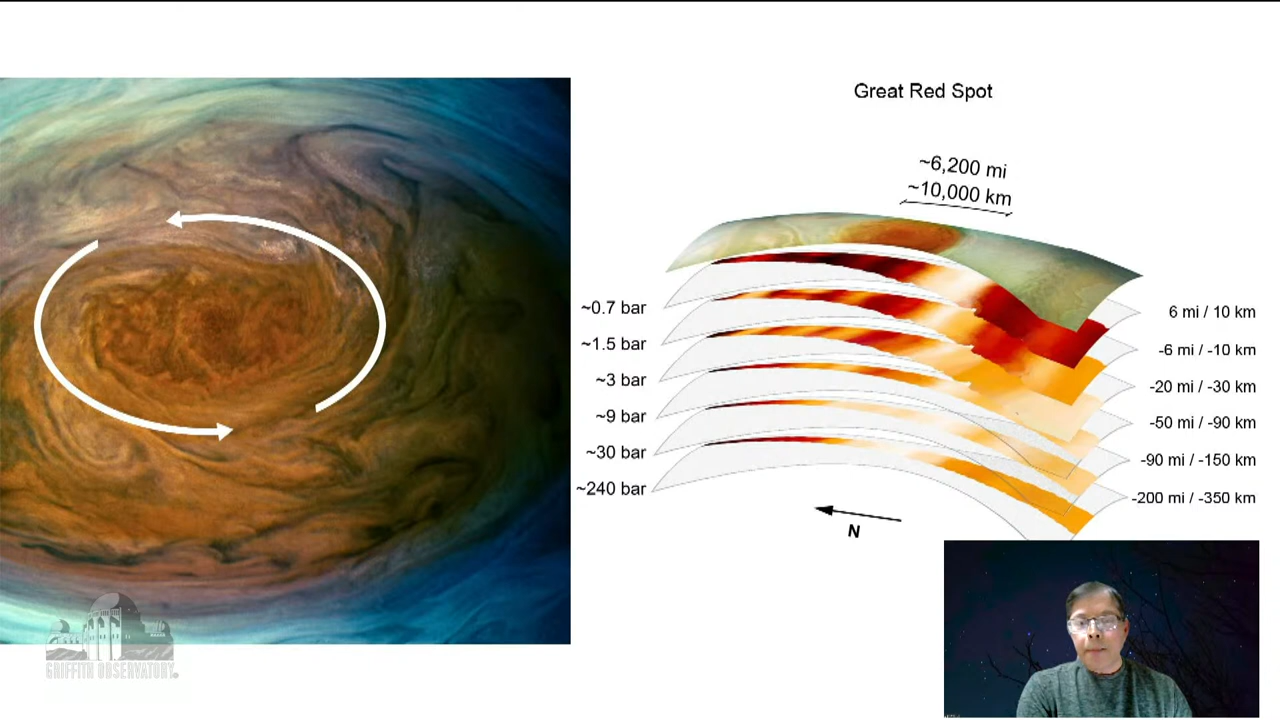 Great Red Spot
~6,200 mi
~10,000 km
~0.7 bar
~1.5 bar
~3 bar
~9 bar
~30 bar
~240 bar
6 mi / 10 km
-6 mi / -10 km
-20 mi / -30 km
-50 mi / -90 km
-90 mi / -150 km
-200 mi / -350 km
N
GRIFFITH OBSERVATORY